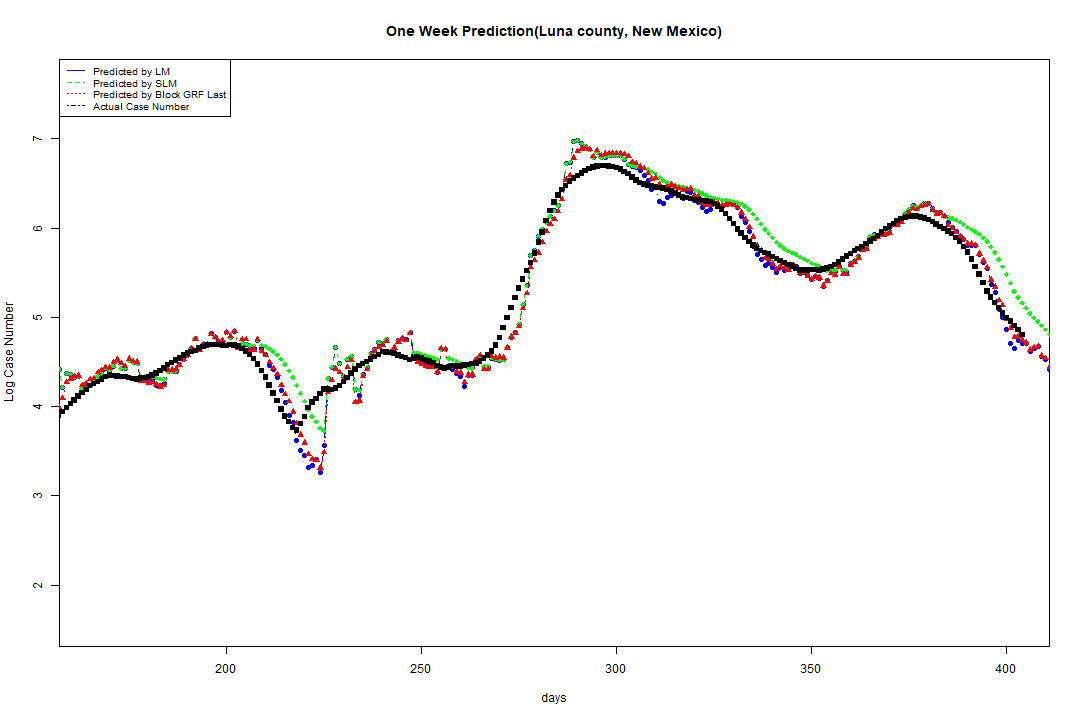 One Week Prediction(Luna county, New Mexico)
Predicted by LM
Predicted by SLM
Predicted by Block GRF Last
Actual Case Number
7
6
5
4
3
2
Log Case Number
200 250 300 350 400
days